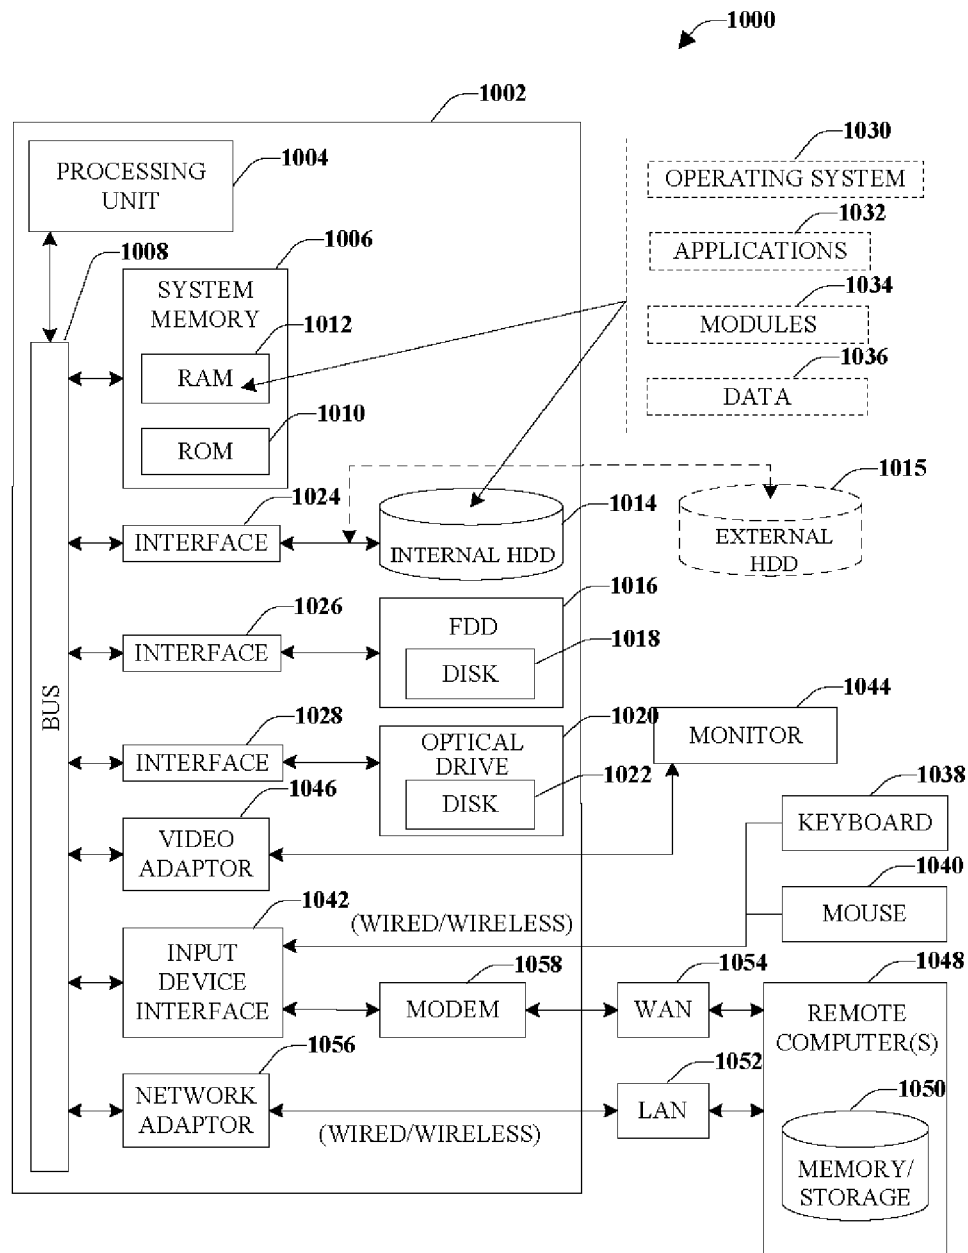 1000
1002
1004
PROCESSING
UNIT
1030
OPERATING SYSTEM
1032
APPLICATIONS
1034
MODULES
1036
DATA
1008
1006
SYSTEM
MEMORY
1012
RAM
1010
ROM
1024
INTERFACE
1014
INTERNAL HDD
1015
EXTERNAL
HDD
1026
INTERFACE
1016
FDD
1018
DISK
BUS
1028
INTERFACE
1020
OPTICAL
DRIVE
1022
DISK
1044
MONITOR
1046
VIDEO
ADAPTOR
1038
KEYBOARD
1040
MOUSE
1042
INPUT
DEVICE
INTERFACE
(WIRED/WIRELESS)
1058
MODEM
1054
WAN
1048
REMOTE
COMPUTER(S)
1056
NETWORK
ADAPTOR
(WIRED/WIRELESS)
1052
LAN
1050
MEMORY/
STORAGE